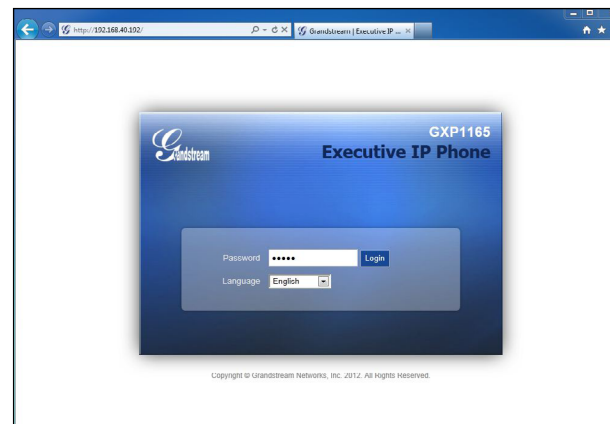 http://192.168.40.192/
Grandstream | Executive IP ...
Grandstream
GXP1165
Executive IP Phone
Password •••••
Login
Language English
Copyright © Grandstream Networks, Inc. 2012. All Rights Reserved.